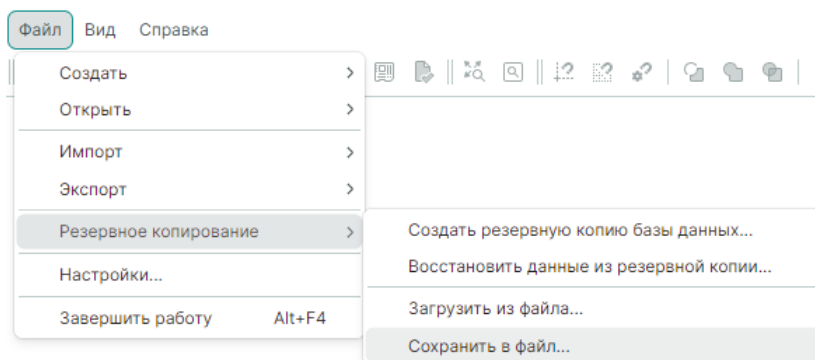 Файл Вид Справка
Создать
Открыть
Импорт
Экспорт
Резервное копирование
Создать резервную копию базы данных...
Восстановить данные из резервной копии...
Загрузить из файла...
Сохранить в файл...
Настройки...
Завершить работу Alt+F4